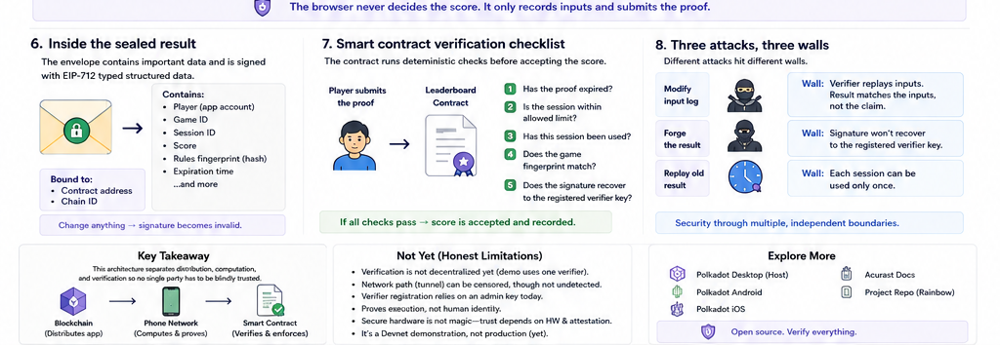 The browser never decides the score. It only records inputs and submits the proof.
6. Inside the sealed result
The envelope contains important data and is signed
with EIP-712 typed structured data.
Contains:
• Player (app account)
• Game ID
• Session ID
• Score
• Rules fingerprint (hash)
• Expiration time
...and more
Bound to:
• Contract address
• Chain ID
Change anything → signature becomes invalid.
7. Smart contract verification checklist
The contract runs deteministic checks before accepting the score.
Player submits
the proof
Leaderboard
Contract
1 Has the proof expired?
2 Is the session within
allowed limit?
3 Has this session been used?
4 Does the game
fingerprint match?
5 Does the signature recover
to the registered verifier key?
If all checks pass → score is accepted and recorded.
8. Three attacks, three walls
Different attacks hit different walls.
Modify
input log
Wall: Verifier replays inputs.
Result matches the inputs,
not the claim.
Forge
the result
Wall: Signature won't recover
to the registered verifier key.
Replay old
result
Wall: Each session can be
used only once.
Security through multiple, independent boundaries.
Key Takeaway
This architecture separates distribution, computation,
and verification so no single party has to be blindly trusted.
Blockchain
(Distributes app)
Phone Network
(Computes & proves)
Smart Contract
(Verifies & enforces)
Not Yet (Honest Limitations)
• Verification is not decentralized yet (demo uses one verifier).
• Network path (tunnel) can be censored, though not undetected.
• Verifier registration relies on an admin key today.
• Proves execution, not human identity.
• Secure hardware is not magic—trust depends on HW & attestation.
• It's a Devnet demonstration, not production (yet).
Explore More
Polkadot Desktop (Host)
Polkadot Android
Polkadot iOS
Acurast Docs
Project Repo (Rainbow)
Open source. Verify everything.